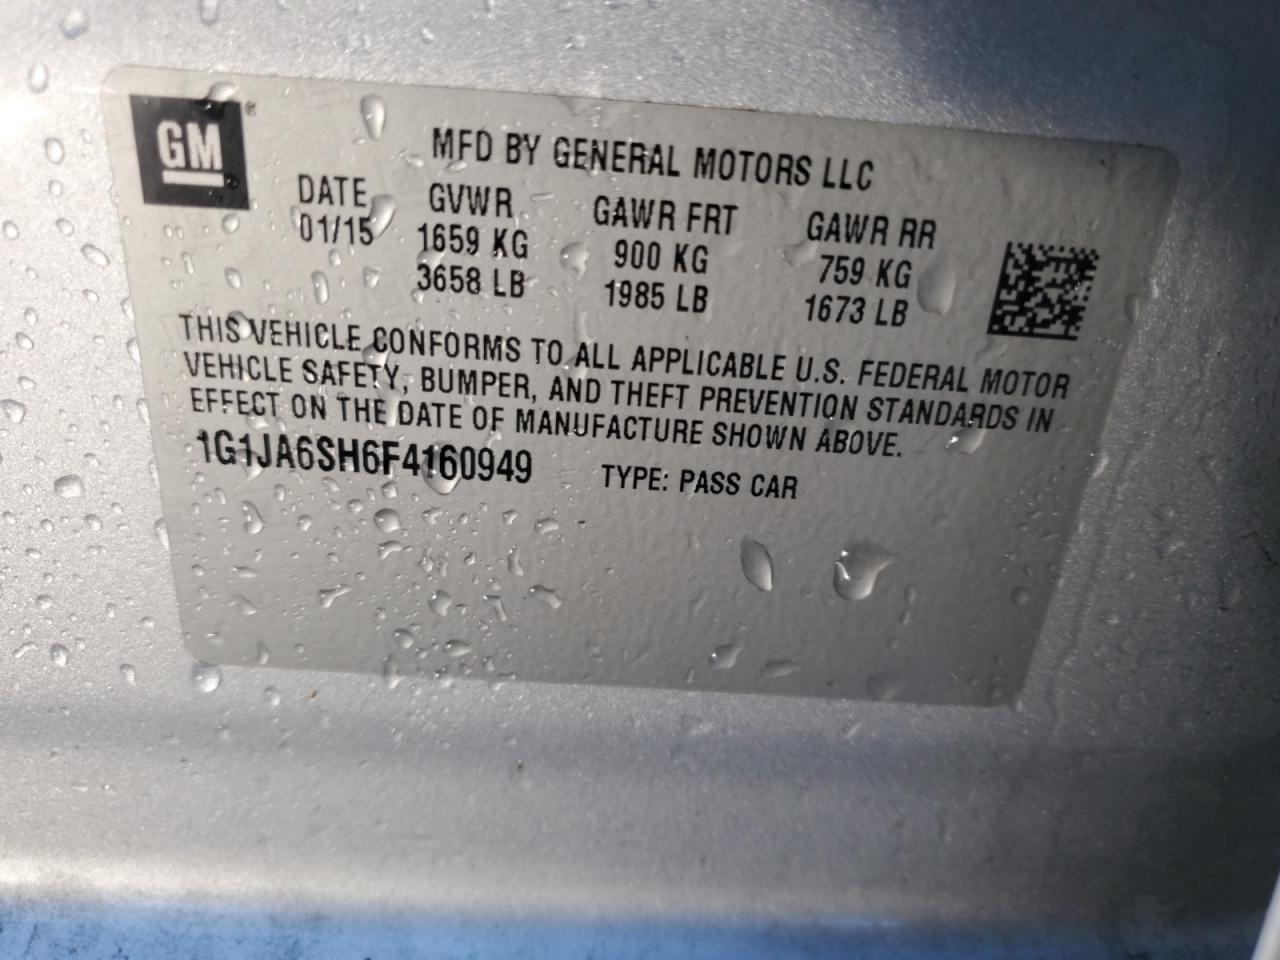 GM®
MFD BY GENERAL MOTORS LLC
DATE GVWR GAWR FRT GAWR RR
01/15 1659 KG 900 KG 759 KG
3658 LB 1985 LB 1673 LB
THIS VEHICLE CONFORMS TO ALL APPLICABLE U.S. FEDERAL MOTOR
VEHICLE SAFETY, BUMPER, AND THEFT PREVENTION STANDARDS IN
EFFECT ON THE DATE OF MANUFACTURE SHOWN ABOVE.
1G1JA6SH6F4160949 TYPE: PASS CAR